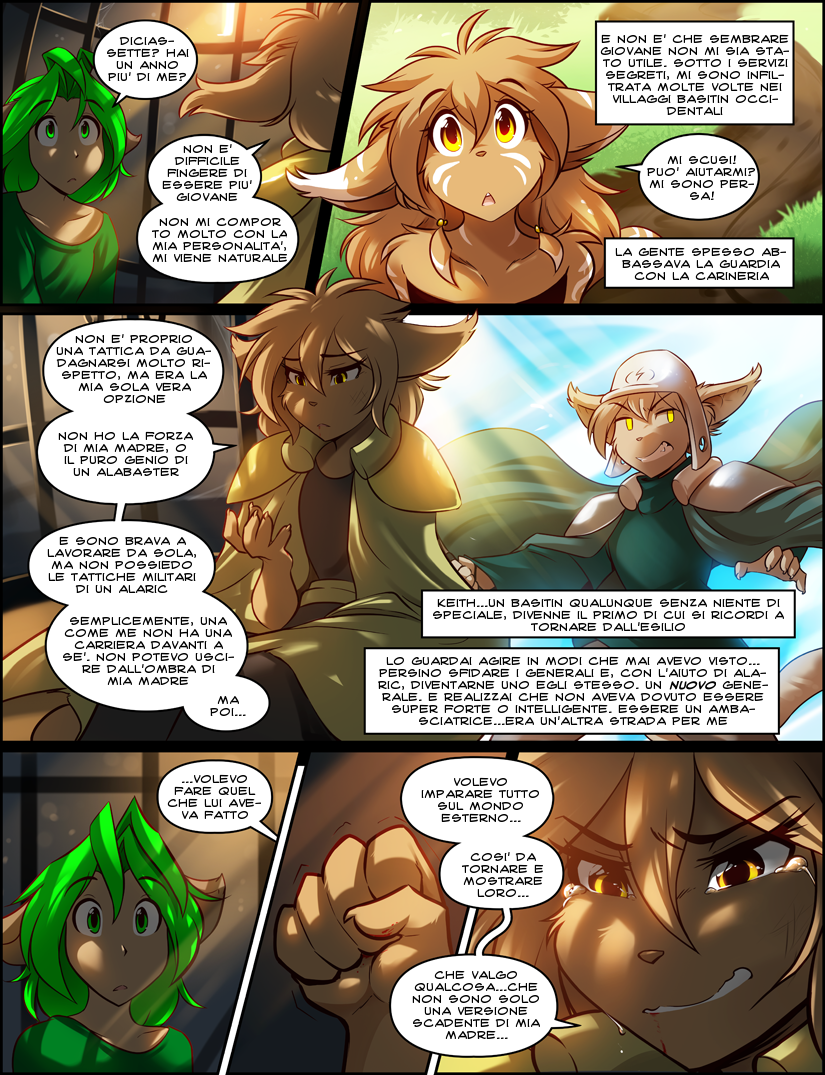 DICIAS-
SETTE? HAI
UN ANNO
PIU' DI ME?
NON E'
DIFFICILE
FINGERE DI
ESSERE PIU'
GIOVANE
NON MI COMPOR
TO MOLTO CON LA
MIA PERSONALITA',
MI VIENE NATURALE
E NON E' CHE SEMBRARE
GIOVANE NON MI SIA STA-
TO UTILE. SOTTO I SERVIZI
SEGRETI, MI SONO INFIL-
TRATA MOLTE VOLTE NEI
VILLAGGI BASITIN OCCI-
DENTALI
MI SCUSI!
PUO' AIUTARMI?
MI SONO PER-
SA!
LA GENTE SPESSO AB-
BASSAVA LA GUARDIA
CON LA CARINERIA
NON E' PROPRIO
UNA TATTICA DA GUA-
DAGNARSI MOLTO RI-
SPETTO, MA ERA LA
MIA SOLA VERA
OPZIONE
NON HO LA FORZA
DI MIA MADRE, O
IL PURO GENIO DI
UN ALABASTER
E SONO BRAVA A
LAVORARE DA SOLA,
MA NON POSSIEDO
LE TATTICHE MILITARI
DI UN ALARIC
SEMPLICEMENTE, UNA
COME ME NON HA UNA
CARRIERA DAVANTI A
SE'. NON POTEVO USCI-
RE DALL'OMBRA DI
MIA MADRE
MA
POI...
KEITH...UN BASITIN QUALUNQUE SENZA NIENTE DI
SPECIALE, DIVENNE IL PRIMO DI CUI SI RICORDI A
TORNARE DALL'ESILIO
LO GUARDAI AGIRE IN MODI CHE MAI AVEVO VISTO...
PERSINO SFIDARE I GENERALI E, CON L'AIUTO DI ALA-
RIC, DIVENTARNE UNO EGLI STESSO. UN NUOVO GENE-
RALE. E REALIZZAI CHE NON AVEVA DOVUTO ESSERE
SUPER FORTE O INTELLIGENTE. ESSERE UN AMBA-
SCIATRICE...ERA UN'ALTRA STRADA PER ME
...VOLEVO
FARE QUEL
CHE LUI AVE-
VA FATTO
VOLEVO
IMPARARE TUTTO
SUL MONDO
ESTERNO...
COSI' DA
TORNARE E
MOSTRARE
LORO...
CHE VALGO
QUALCOSA...CHE
NON SONO SOLO
UNA VERSIONE
SCADENTE DI MIA
MADRE...